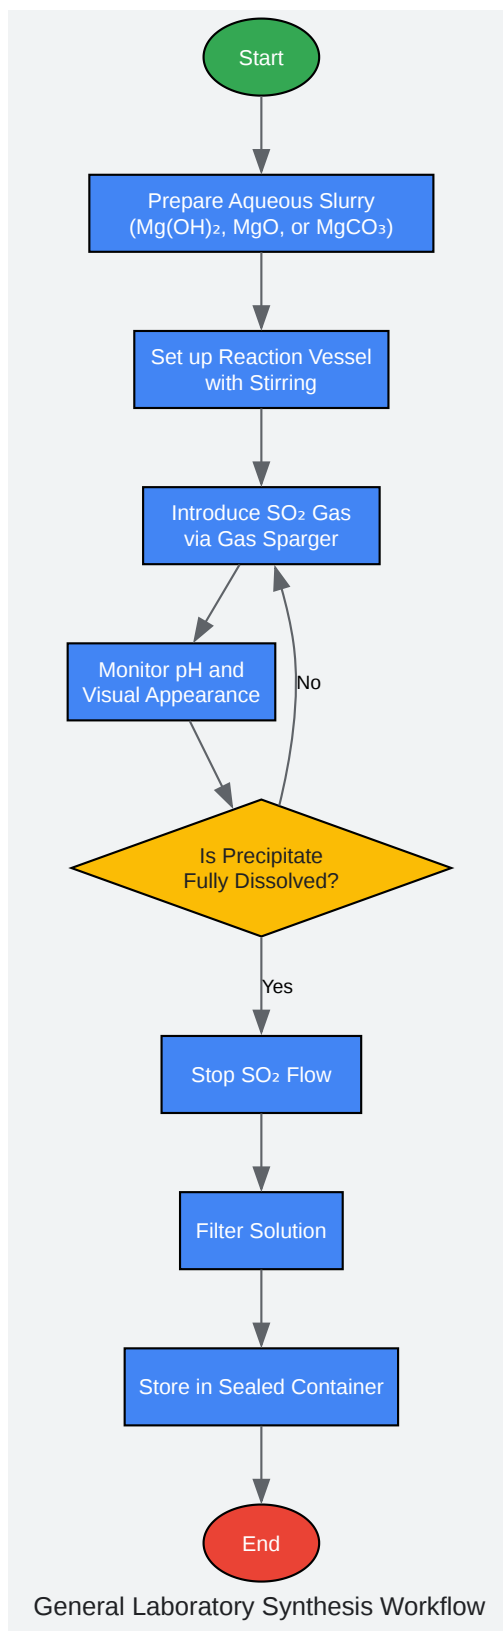 Start
Prepare Aqueous Slurry
(Mg(OH)₂, MgO, or MgCO₃)
Set up Reaction Vessel
with Stirring
Introduce SO₂ Gas
via Gas Sparger
Monitor pH and
Visual Appearance
No
Is Precipitate
Fully Dissolved?
Yes
Stop SO₂ Flow
Filter Solution
Store in Sealed Container
End
General Laboratory Synthesis Workflow